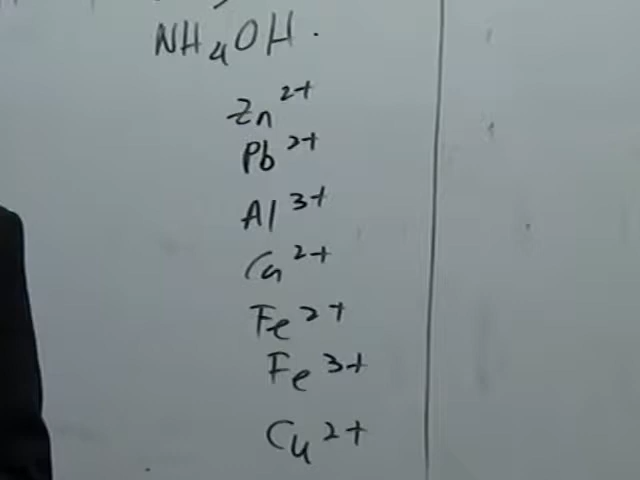 NH₄OH.
Zn²⁺
Pb²⁺
Al³⁺
Ca²⁺
Fe²⁺
Fe³⁺
Cu²⁺